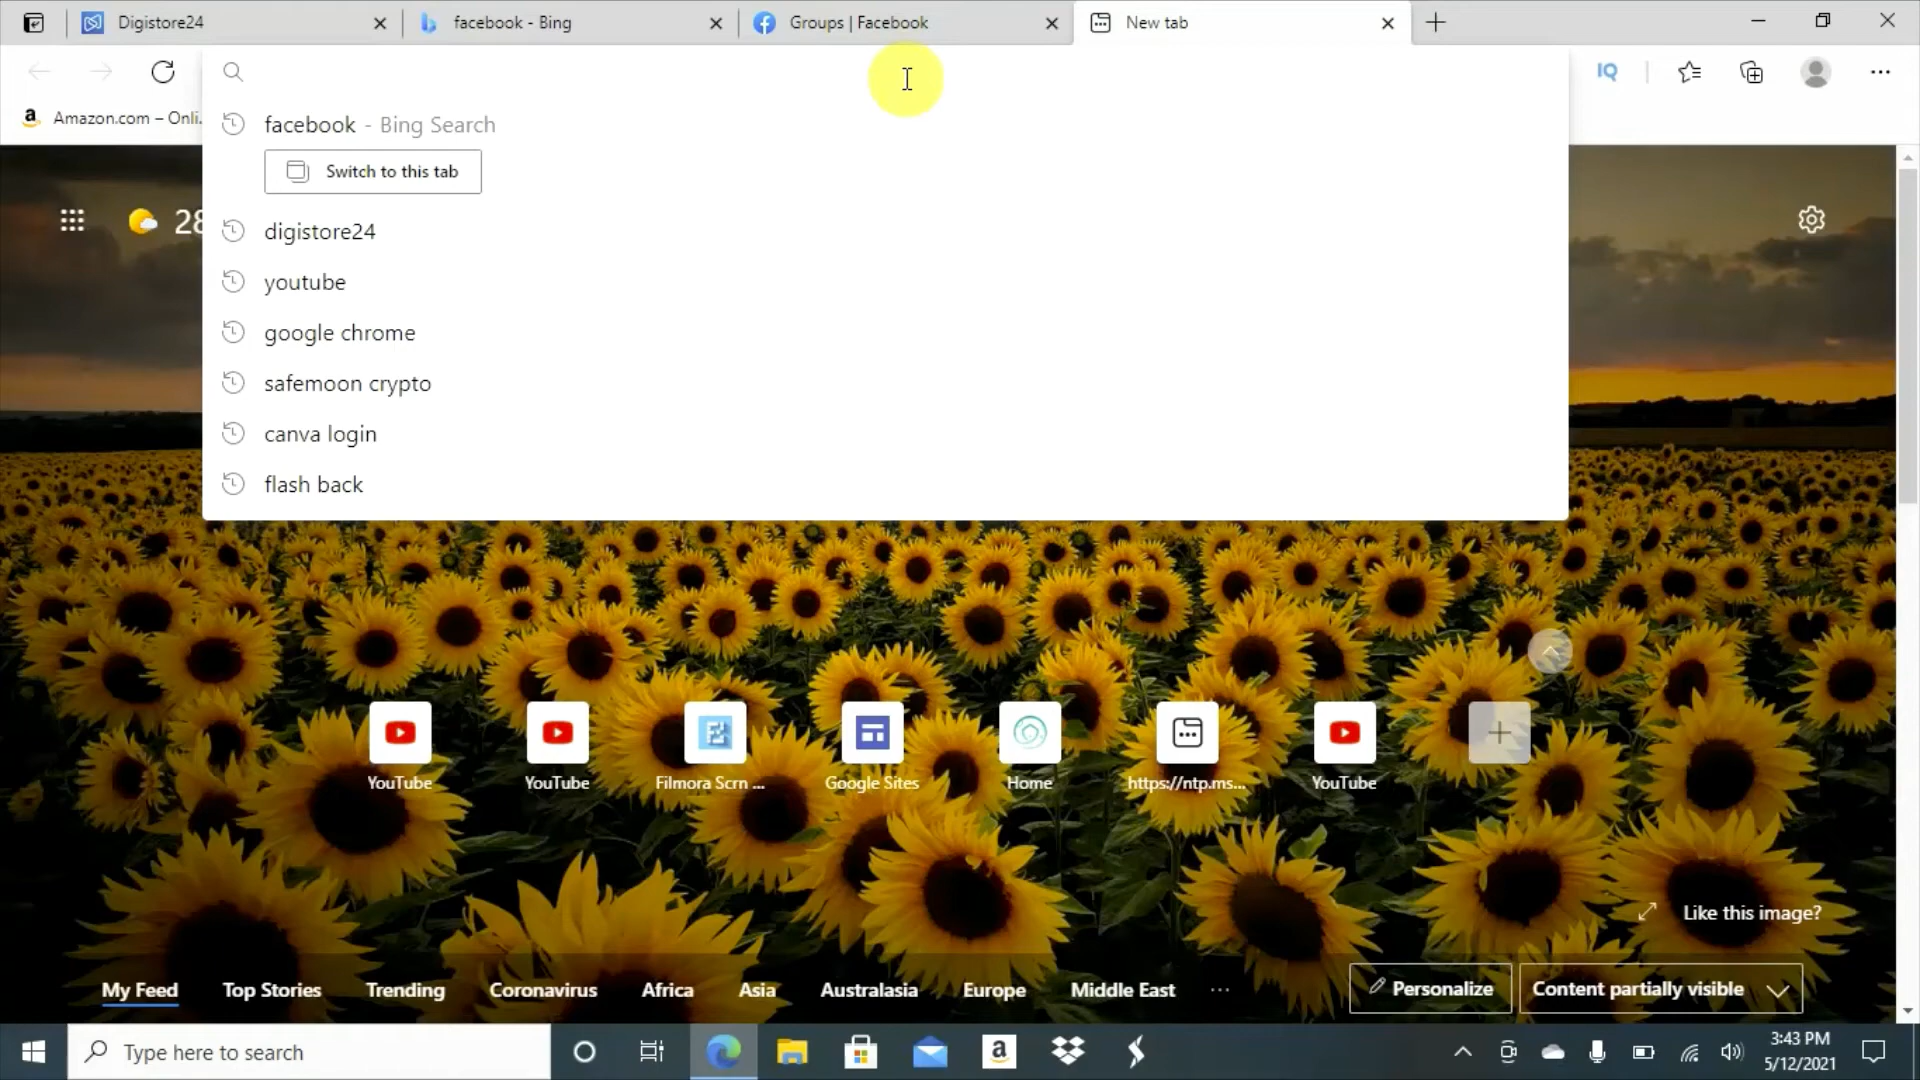 Digistore24
facebook - Bing
Groups | Facebook
New tab
IQ
Amazon.com – Onli...
facebook - Bing Search
Switch to this tab
digistore24
youtube
google chrome
safemoon crypto
canva login
flash back
28
YouTube
YouTube
Filmora Scrn ...
Google Sites
Home
https://ntp.ms...
YouTube
Like this image?
My Feed Top Stories Trending Coronavirus Africa Asia Australasia Europe Middle East ... Personalize Content partially visible
Type here to search
3:43 PM
5/12/2021